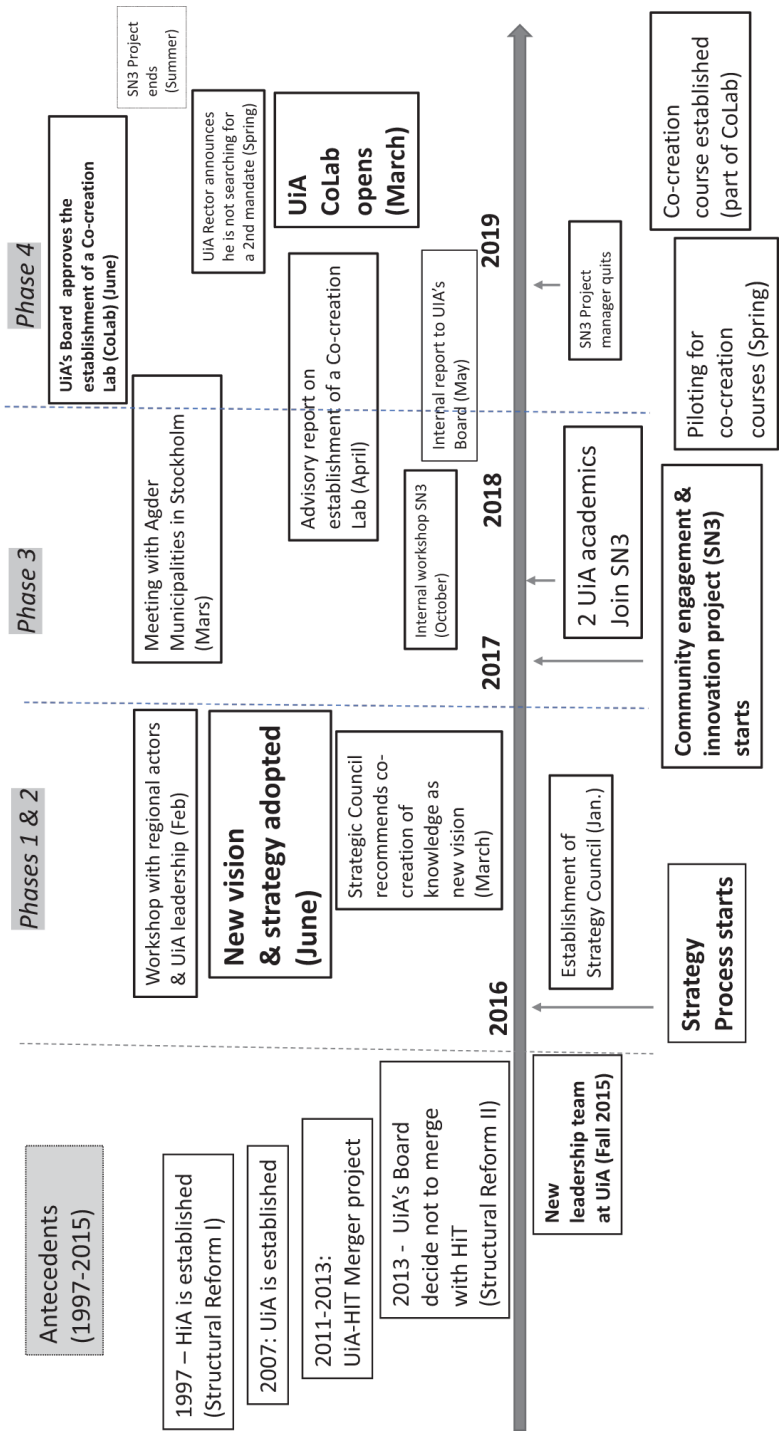 Antecedents
(1997-2015)
1997 – HiA is established
(Structural Reform I)
2007: UiA is established
2011-2013:
UiA-HIT Merger project
2013 - UiA's Board
decide not to merge
with HiT
(Structural Reform II)
New
leadership team
at UiA (Fall 2015)
Phases 1 & 2
Workshop with regional actors
& UiA leadership (Feb)
New vision
& strategy adopted
(June)
Strategic Council
recommends co-
creation of
knowledge as
new vision
(March)
2016
Establishment of
Strategy Council (Jan.)
Strategy
Process starts
Phase 3
Meeting with Agder
Municipalities in Stockholm
(Mars)
Advisory report on
establishment of a Co-creation
Lab (April)
Internal workshop SN3
(October)
Internal report to UIA's
Board (May)
2017
2018
2 UiA academics
Join SN3
Community engagement &
innovation project (SN3)
starts
Phase 4
UiA's Board approves the
establishment of a Co-creation
Lab (CoLab) (June)
SN3 Project
ends
(Summer)
UiA Rector announces
he is not searching for
a 2nd mandate (Spring)
UiA
CoLab
opens
(March)
2019
SN3 Project
manager quits
Piloting for
co-creation
courses (Spring)
Co-creation
course established
(part of CoLab)